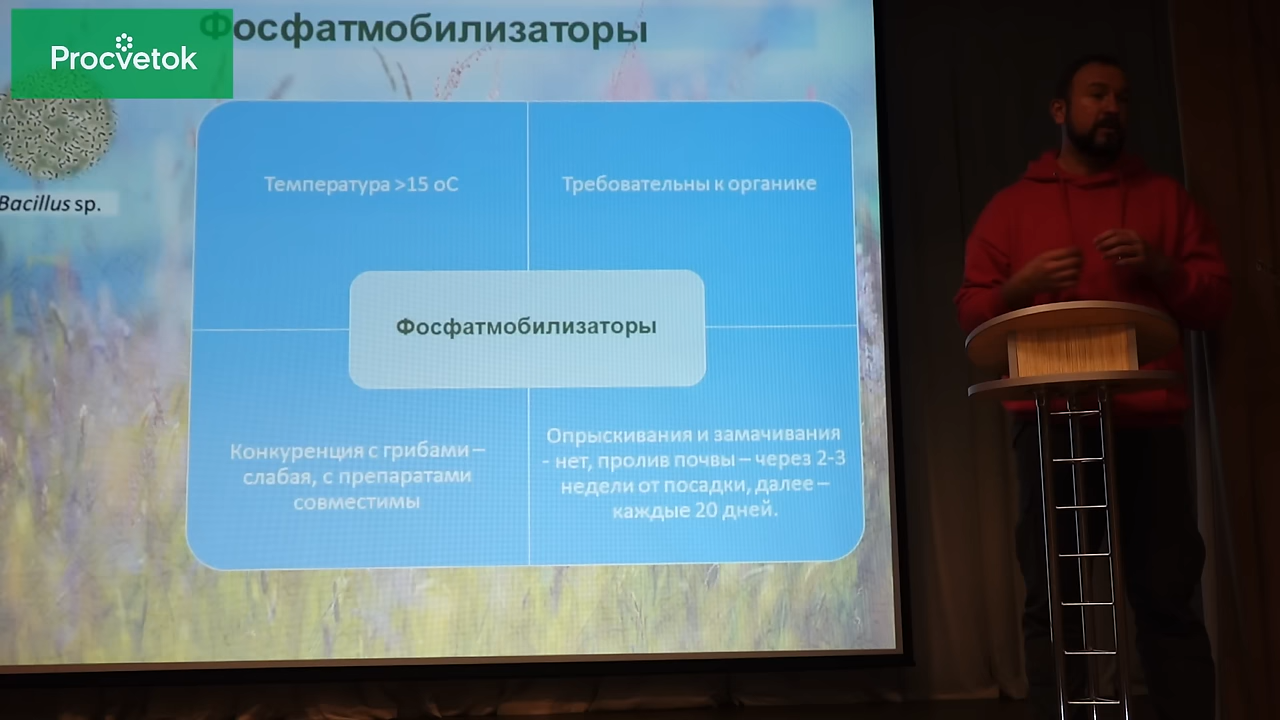 Фосфатмобилизаторы
Procvetok
Bacillus sp.
Температура >15 оС
Требовательны к органике
Фосфатмобилизаторы
Конкуренция с грибами –
слабая, с препаратами
совместимы
Опрыскивания и замачивания
- нет, пролив почвы – через 2-3
недели от посадки, далее –
каждые 20 дней.